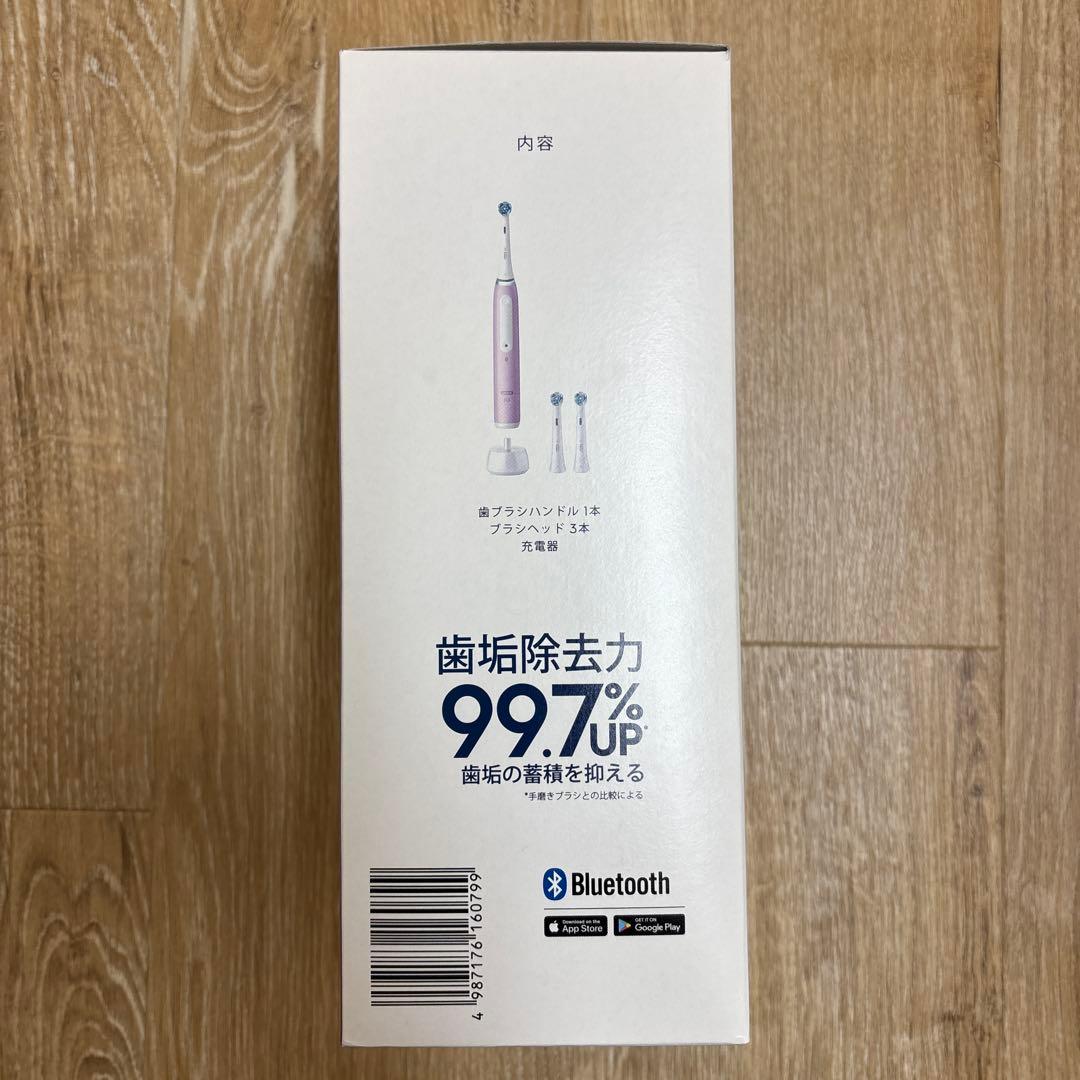 内容
歯ブラシハンドル 1本
ブラシヘッド 3本
充電器
歯垢除去力
99.7%UP*
歯垢の蓄積を抑える
*手磨きブラシとの比較による
Bluetooth
Download on the
App Store
GET IT ON
Google Play
4 987176 160799